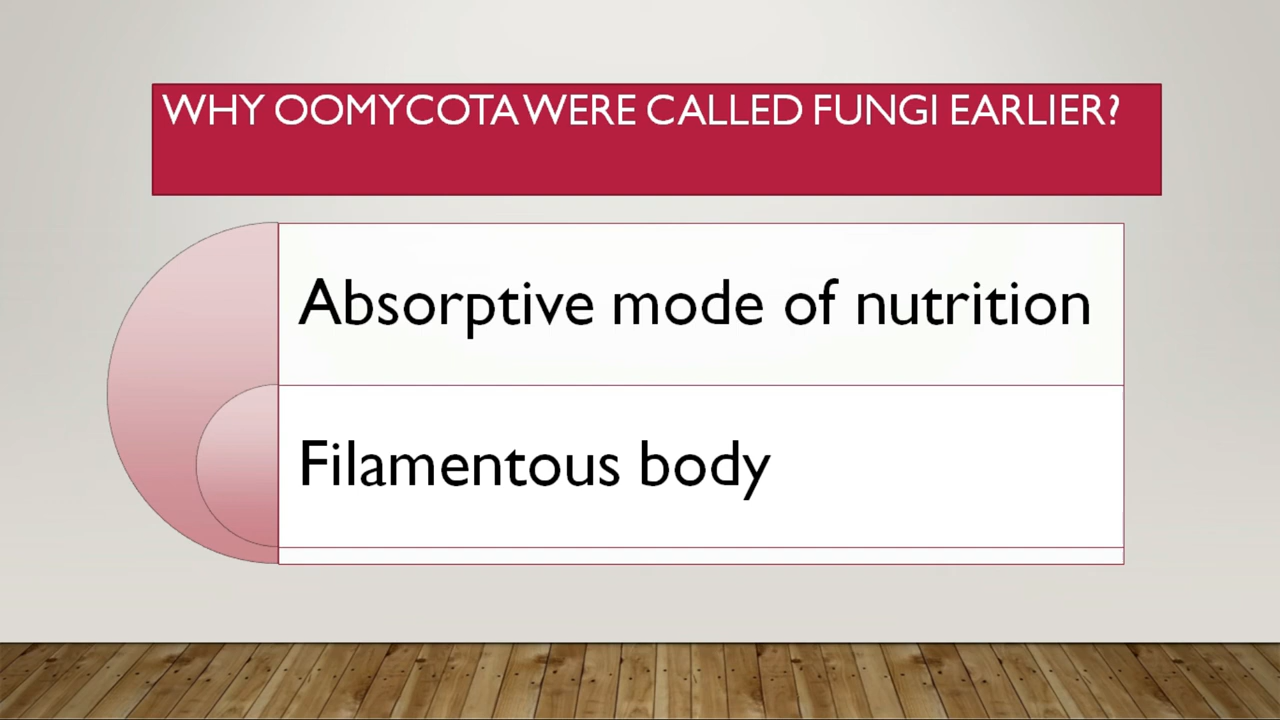 WHY OOMYCOTA WERE CALLED FUNGI EARLIER?
Absorptive mode of nutrition
Filamentous body